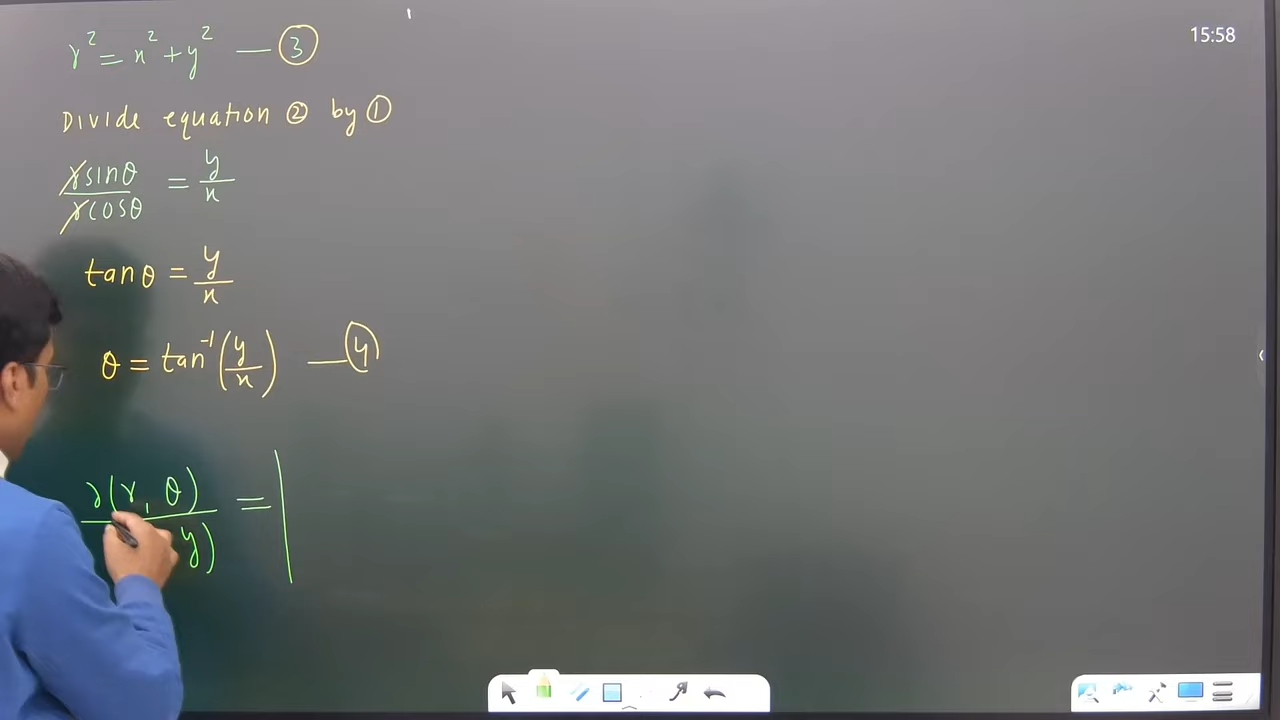 15:58
r² = x² + y² — ③
Divide equation ② by ①
r sinθ / r cosθ = y/x
tanθ = y/x
θ = tan⁻¹(y/x) — ④
∂(r, θ) / y) = |